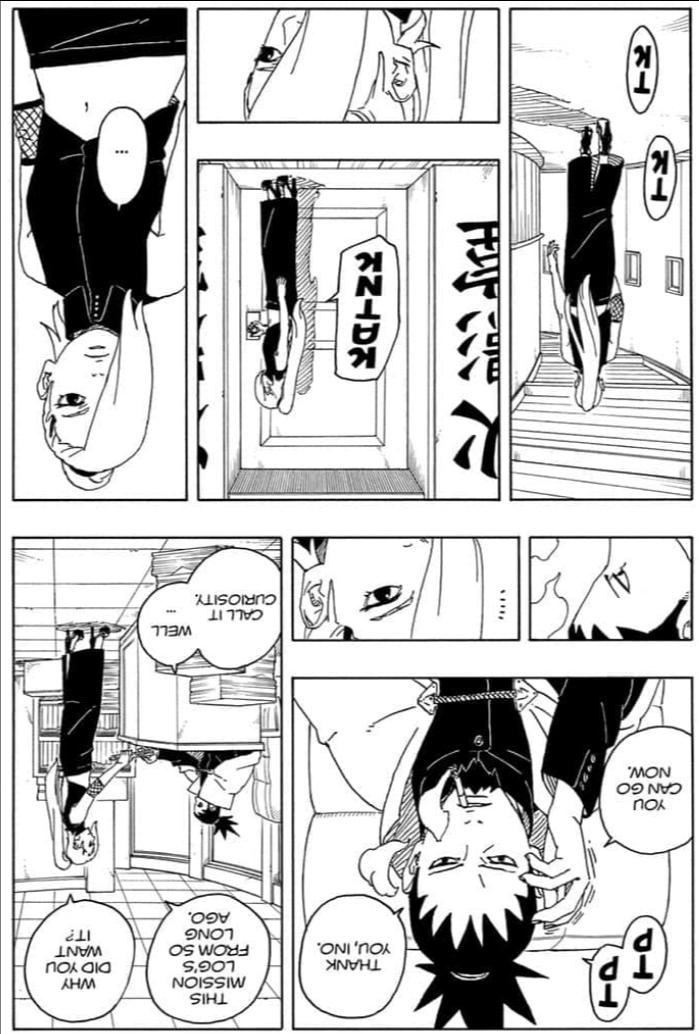 WHY
DID YOU
WANT
IT?
THIS
MISSION
LOG'S
FROM SO
LONG
AGO.
WELL
...
CALL IT
CURIOSITY.
THANK
YOU, INO.
TP
TP
YOU
CAN GO
NOW.
......
...
TK
TK